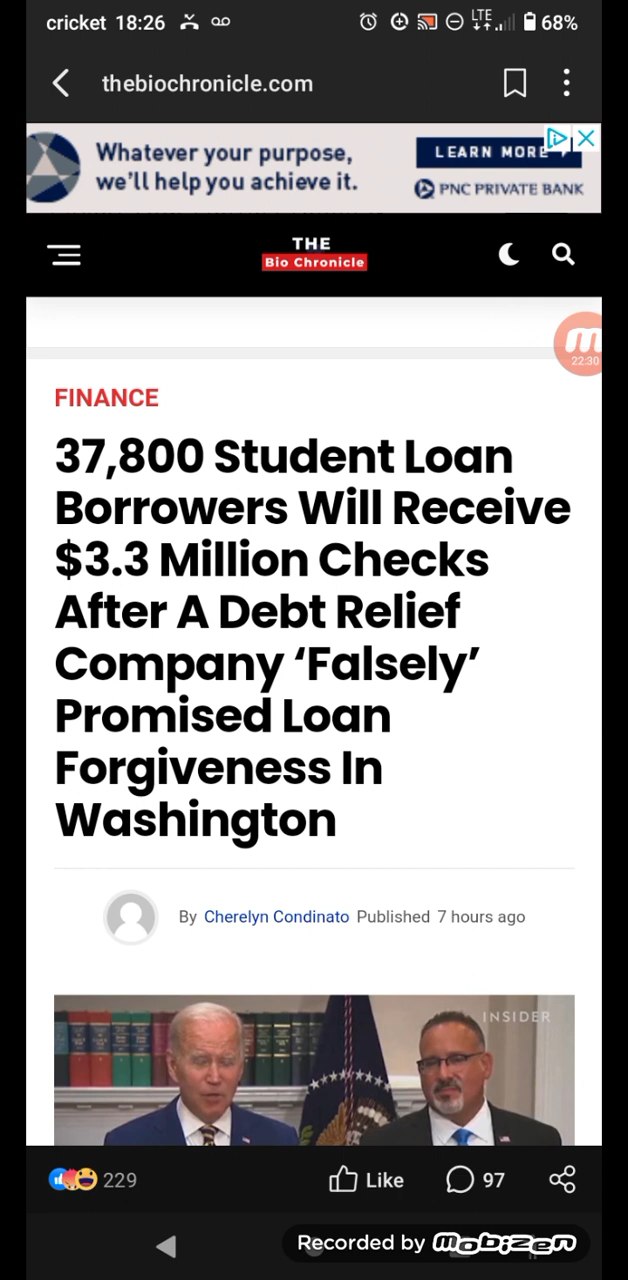 cricket 18:26 LTE 68%
thebiochronicle.com
Whatever your purpose,
we'll help you achieve it.
LEARN MORE
PNC PRIVATE BANK
THE
Bio Chronicle
m
22:30
FINANCE
37,800 Student Loan
Borrowers Will Receive
$3.3 Million Checks
After A Debt Relief
Company ‘Falsely’
Promised Loan
Forgiveness In
Washington
By Cherelyn Condinato Published 7 hours ago
INSIDER
229 Like 97
Recorded by mobizen